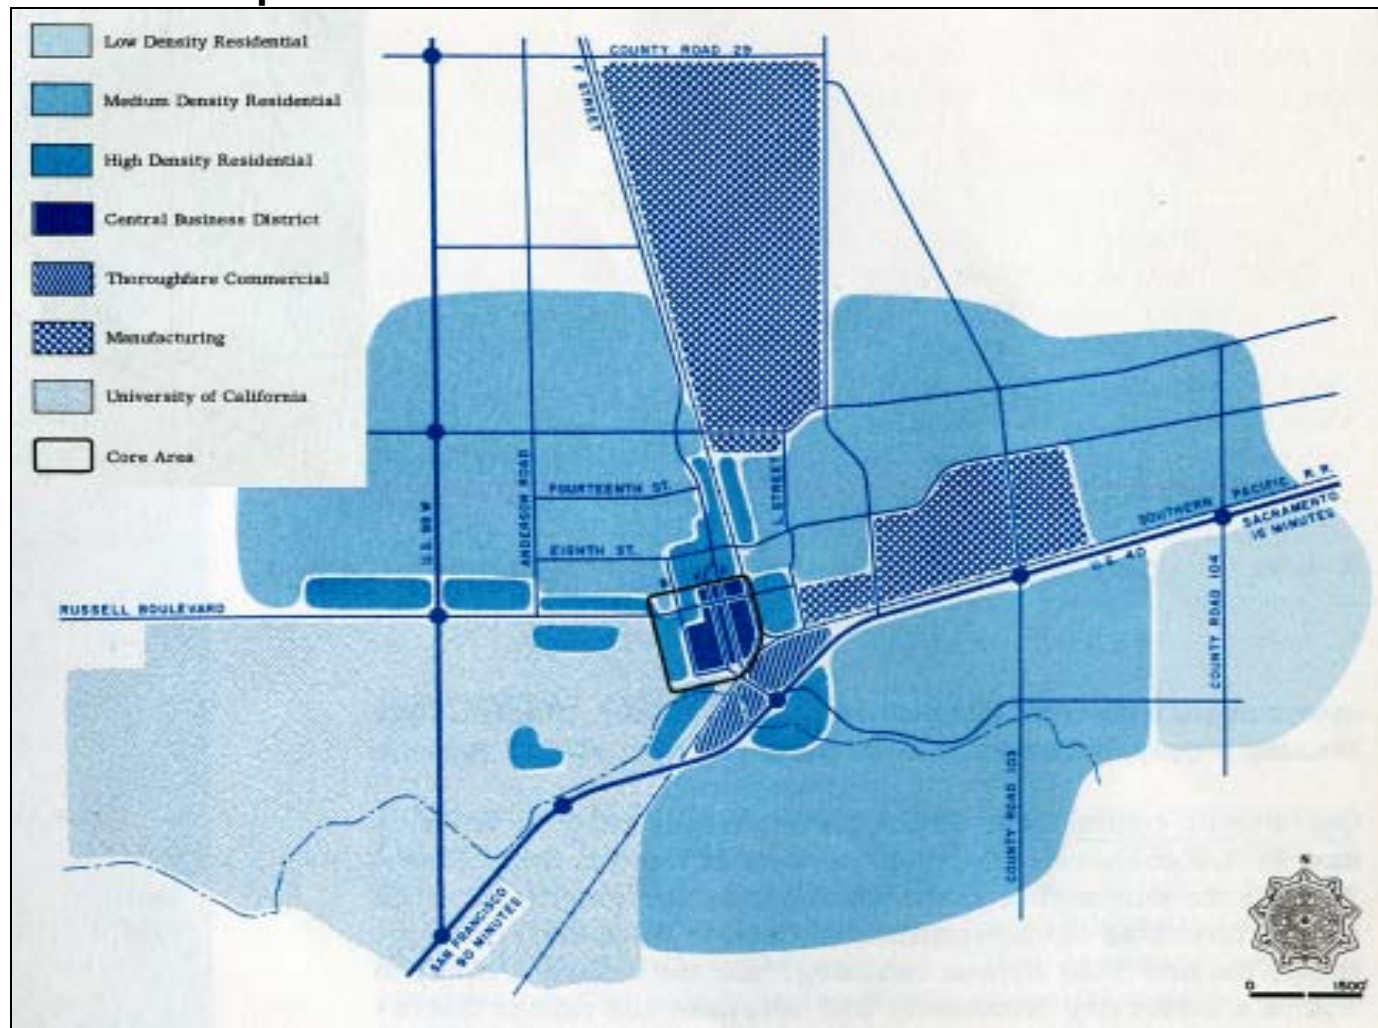 Low Density Residential
Medium Density Residential
High Density Residential
Central Business District
Thoroughfare Commercial
Manufacturing
University of California
Core Area
COUNTY ROAD 29
F STREET
FOURTEENTH ST.
EIGHTH ST.
ANDERSON ROAD
U.S. 99 W
L STREET
RUSSELL BOULEVARD
SOUTHERN PACIFIC R.R.
SACRAMENTO
15 MINUTES
U.S. 40
COUNTY ROAD 104
COUNTY ROAD 103
SAN FRANCISCO
90 MINUTES
N
0 1500'